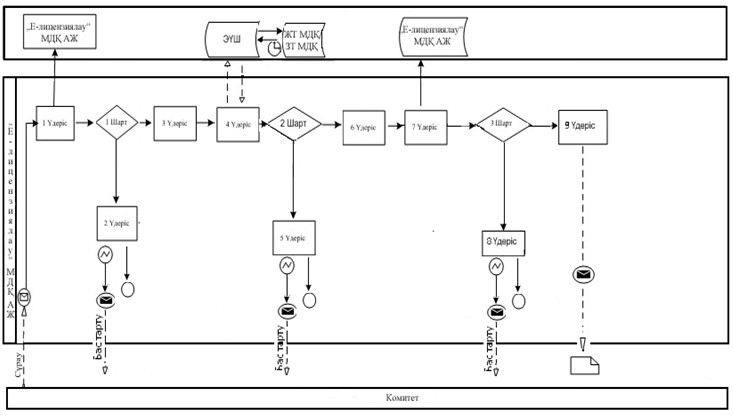 „Е-лицензиялау“
МДҚ АЖ
ЭҮШ
ЖТ МДҚ
ЗТ МДҚ
„Е-лицензиялау“
МДҚ АЖ
„Е-лицензиялау“ МДҚ АЖ
1 Үдеріс
1 Шарт
3 Үдеріс
4 Үдеріс
2 Шарт
6 Үдеріс
7 Үдеріс
3 Шарт
9 Үдеріс
2 Үдеріс
5 Үдеріс
8 Үдеріс
Бас тарту
Бас тарту
Бас тарту
Сұрау
Комитет